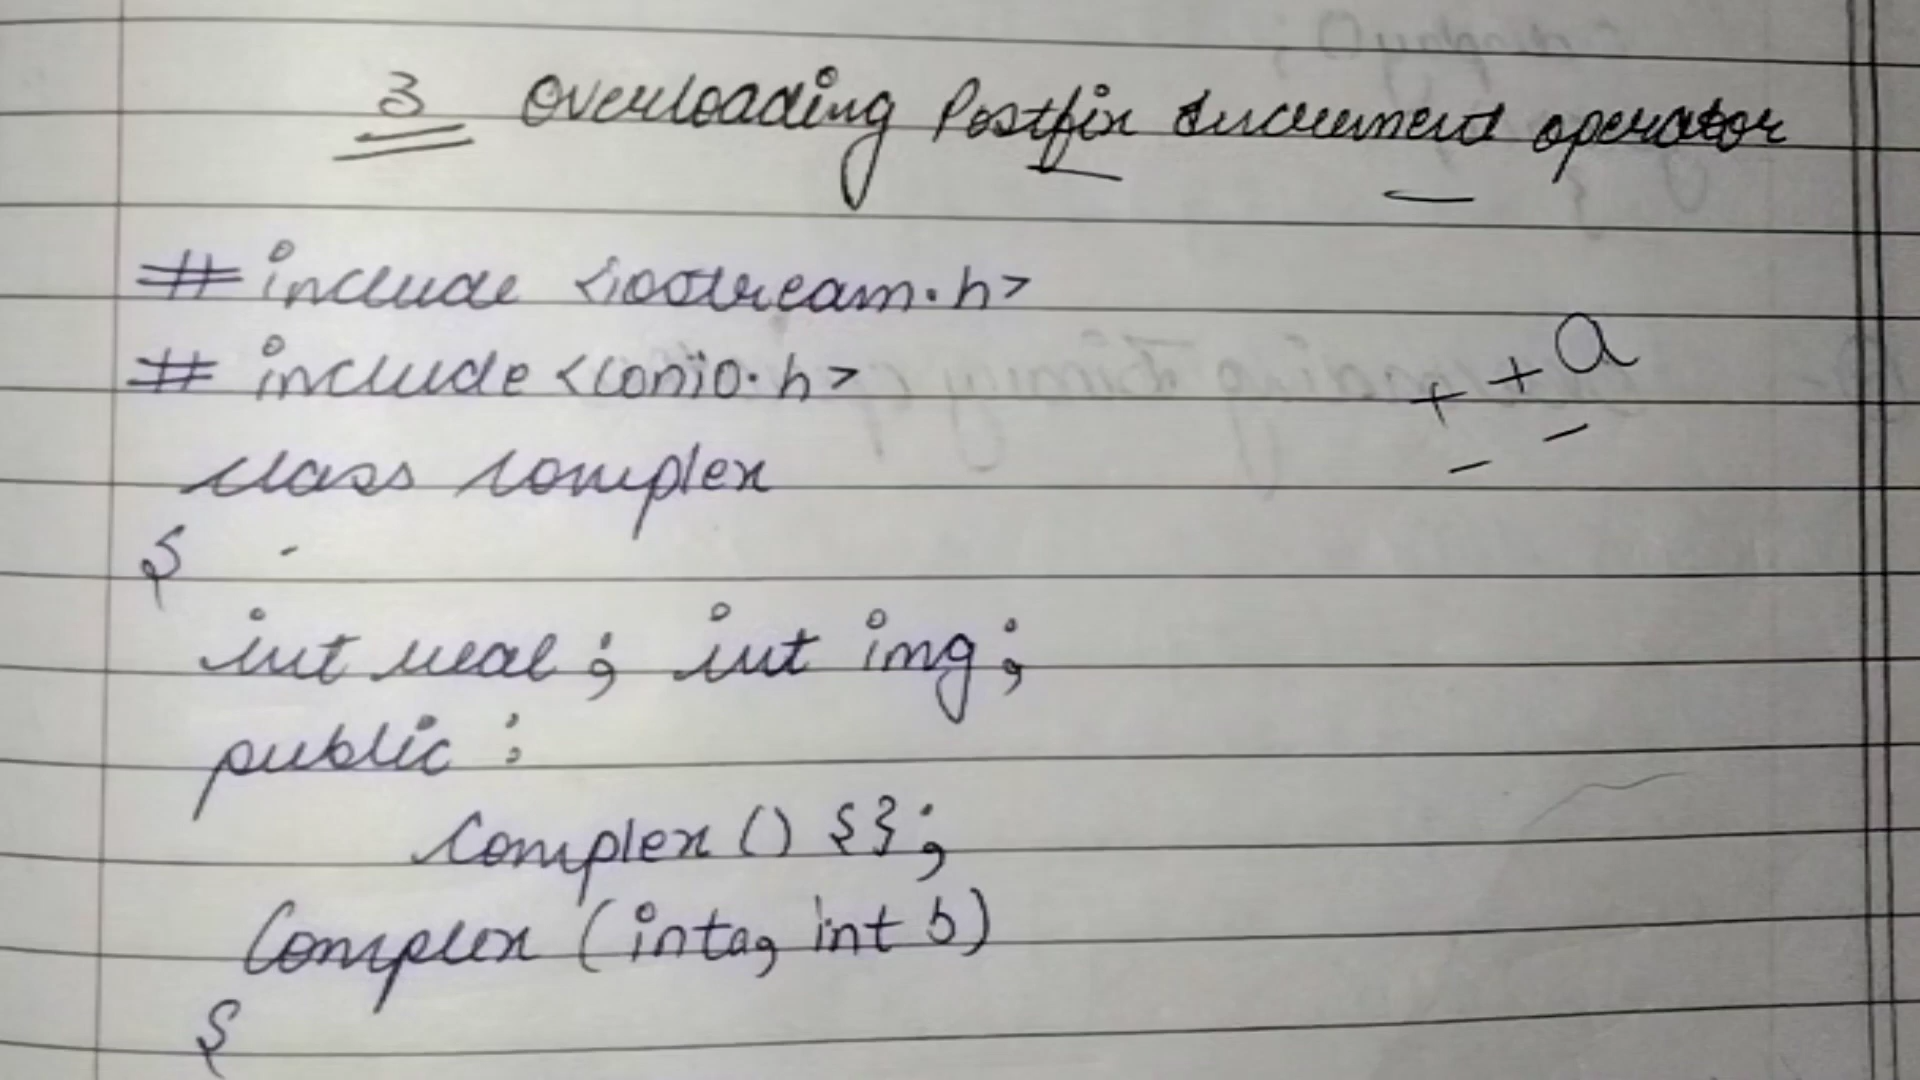 3 Overloading Postfix Increment operator
# include <iostream.h>
# include <conio.h>
++a
class complex
{
int real; int img;
public:
Complex () {};
Complex (int a, int b)
{